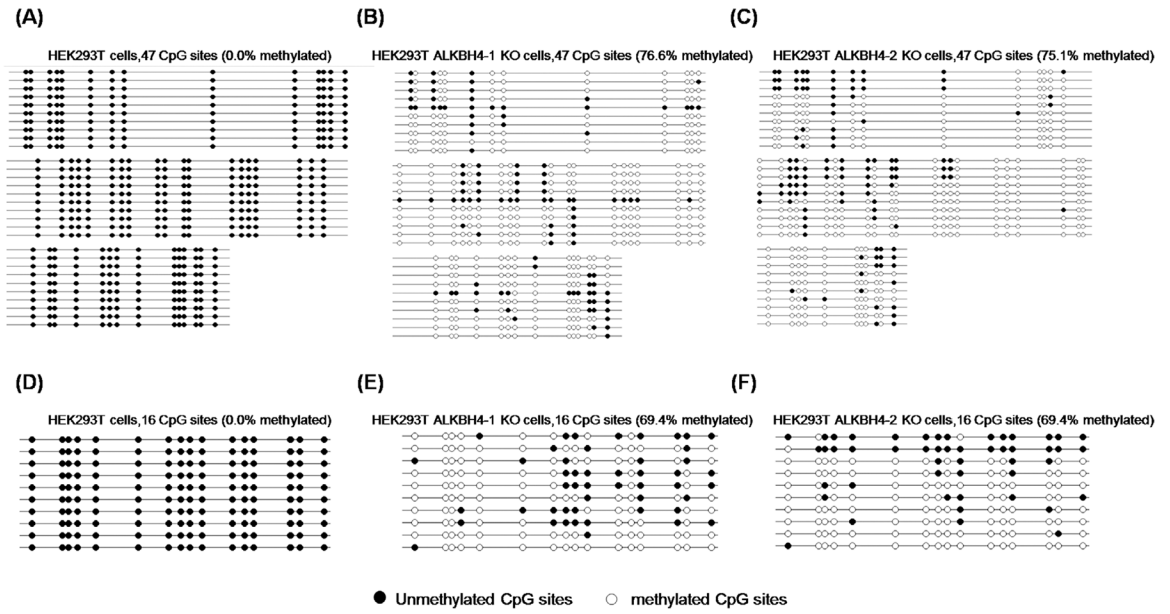 (A)
HEK293T cells,47 CpG sites (0.0% methylated)
(B)
HEK293T ALKBH4-1 KO cells,47 CpG sites (76.6% methylated)
(C)
HEK293T ALKBH4-2 KO cells,47 CpG sites (75.1% methylated)
(D)
HEK293T cells,16 CpG sites (0.0% methylated)
(E)
HEK293T ALKBH4-1 KO cells,16 CpG sites (69.4% methylated)
(F)
HEK293T ALKBH4-2 KO cells,16 CpG sites (69.4% methylated)
Unmethylated CpG sites
methylated CpG sites